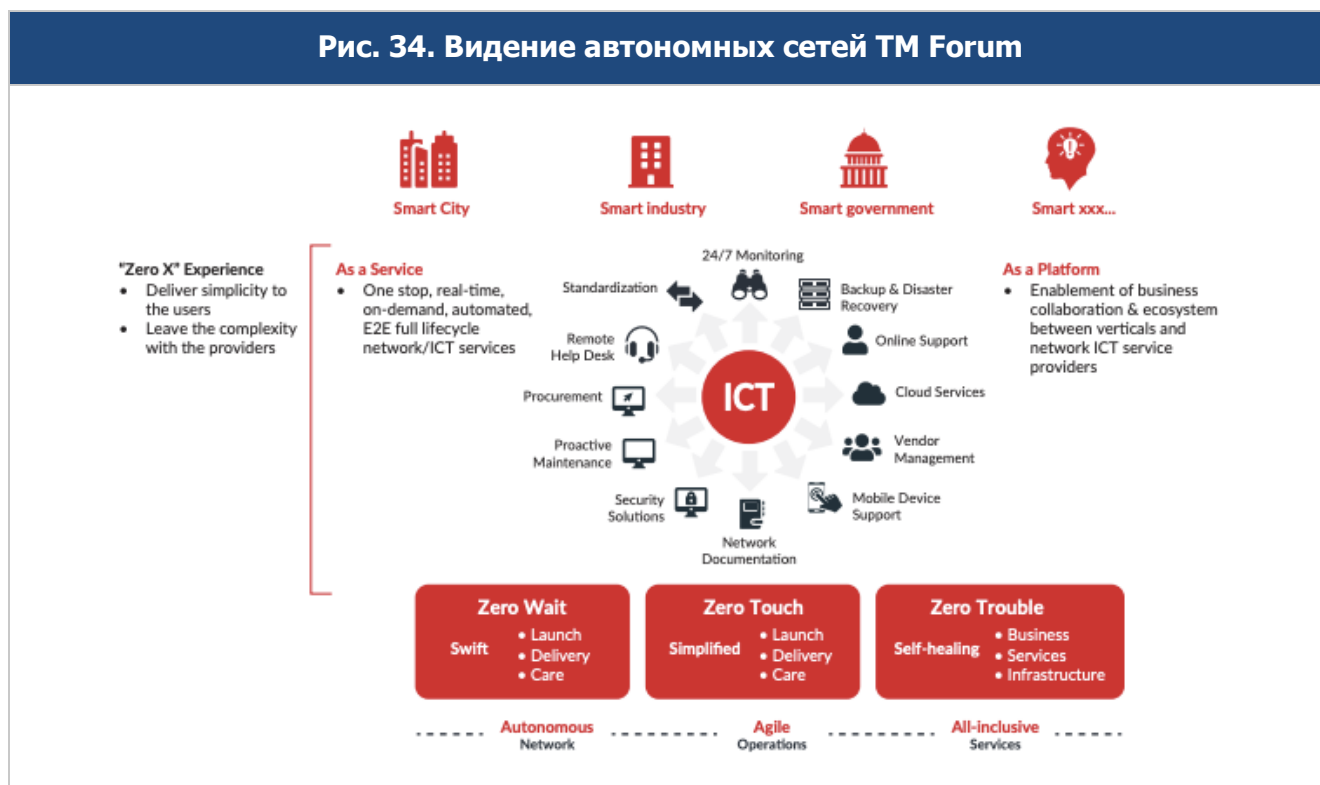 Рис. 34. Видение автономных сетей TM Forum
Smart City
Smart industry
Smart government
Smart xxx...
"Zero X" Experience
• Deliver simplicity to
the users
• Leave the complexity
with the providers
As a Service
• One stop, real-time,
on-demand, automated,
E2E full lifecycle
network/ICT services
24/7 Monitoring
Standardization
Backup & Disaster
Recovery
Remote
Help Desk
Online Support
Procurement
ICT
Cloud Services
Proactive
Maintenance
Vendor
Management
Security
Solutions
Mobile Device
Support
Network
Documentation
As a Platform
• Enablement of business
collaboration & ecosystem
between verticals and
network ICT service
providers
Zero Wait
Swift
• Launch
• Delivery
• Care
Zero Touch
Simplified
• Launch
• Delivery
• Care
Zero Trouble
Self-healing
• Business
• Services
• Infrastructure
Autonomous
Network
Agile
Operations
All-inclusive
Services